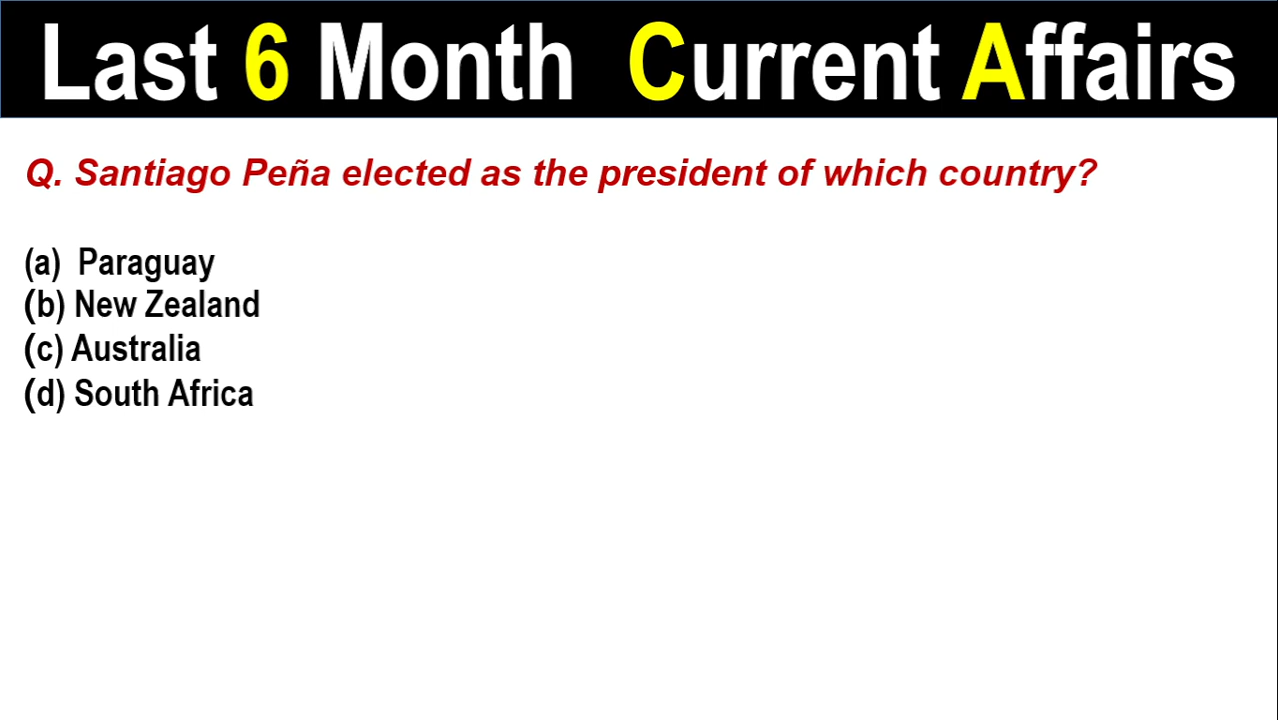 Last 6 Month Current Affairs
Q. Santiago Peña elected as the president of which country?
(a) Paraguay
(b) New Zealand
(c) Australia
(d) South Africa